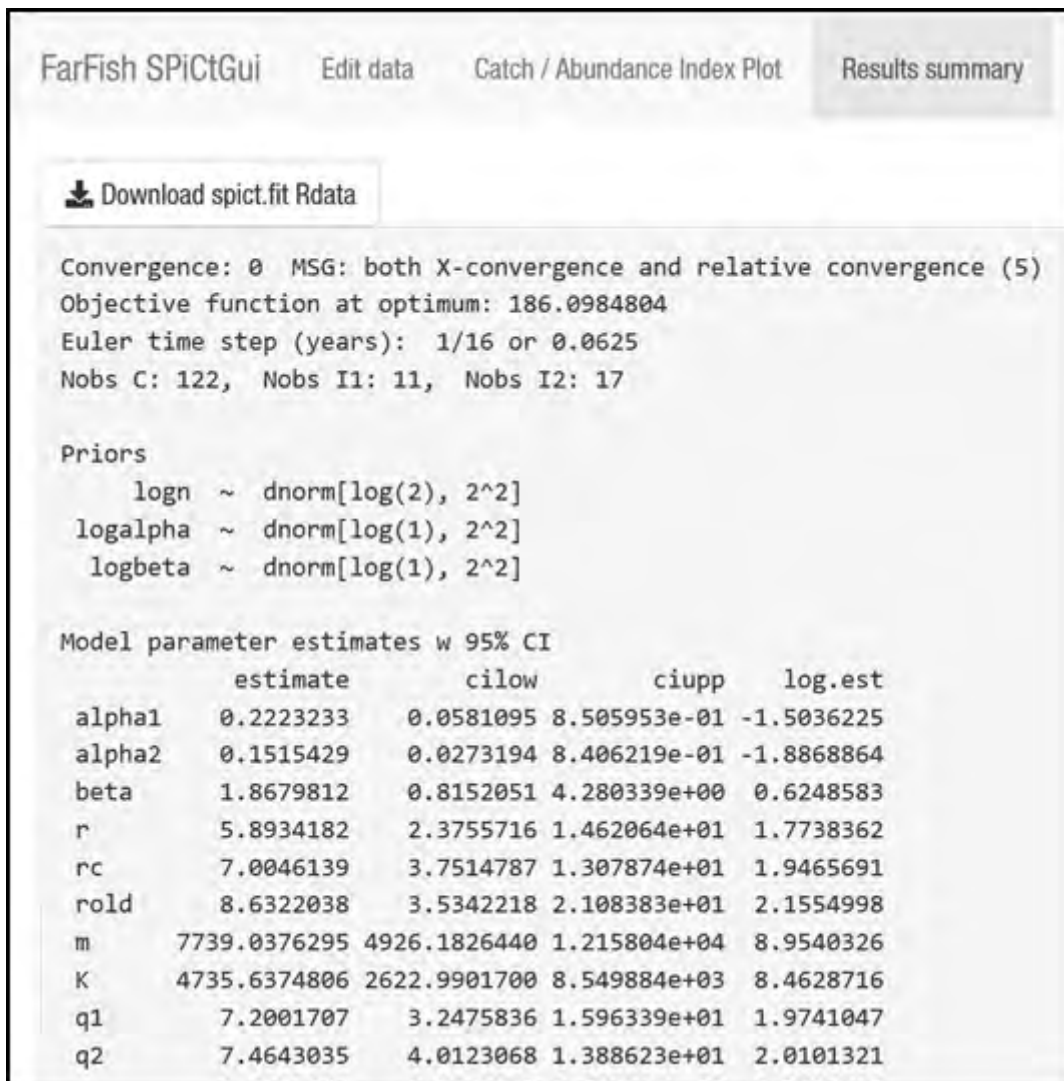 FarFish SPiCtGui Edit data Catch / Abundance Index Plot Results summary
Download spict.fit Rdata
Convergence: 0 MSG: both X-convergence and relative convergence (5)
Objective function at optimum: 186.0984804
Euler time step (years): 1/16 or 0.0625
Nobs C: 122, Nobs I1: 11, Nobs I2: 17
Priors
logn ~ dnorm[log(2), 2^2]
logalpha ~ dnorm[log(1), 2^2]
logbeta ~ dnorm[log(1), 2^2]
Model parameter estimates w 95% CI
estimate cilow ciupp log.est
alpha1 0.2223233 0.0581095 8.505953e-01 -1.5036225
alpha2 0.1515429 0.0273194 8.406219e-01 -1.8868864
beta 1.8679812 0.8152051 4.280339e+00 0.6248583
r 5.8934182 2.3755716 1.462064e+01 1.7738362
rc 7.0046139 3.7514787 1.307874e+01 1.9465691
rold 8.6322038 3.5342218 2.108383e+01 2.1554998
m 7739.0376295 4926.1826440 1.215804e+04 8.9540326
K 4735.6374806 2622.9901700 8.549884e+03 8.4628716
q1 7.2001707 3.2475836 1.596339e+01 1.9741047
q2 7.4643035 4.0123068 1.388623e+01 2.0101321